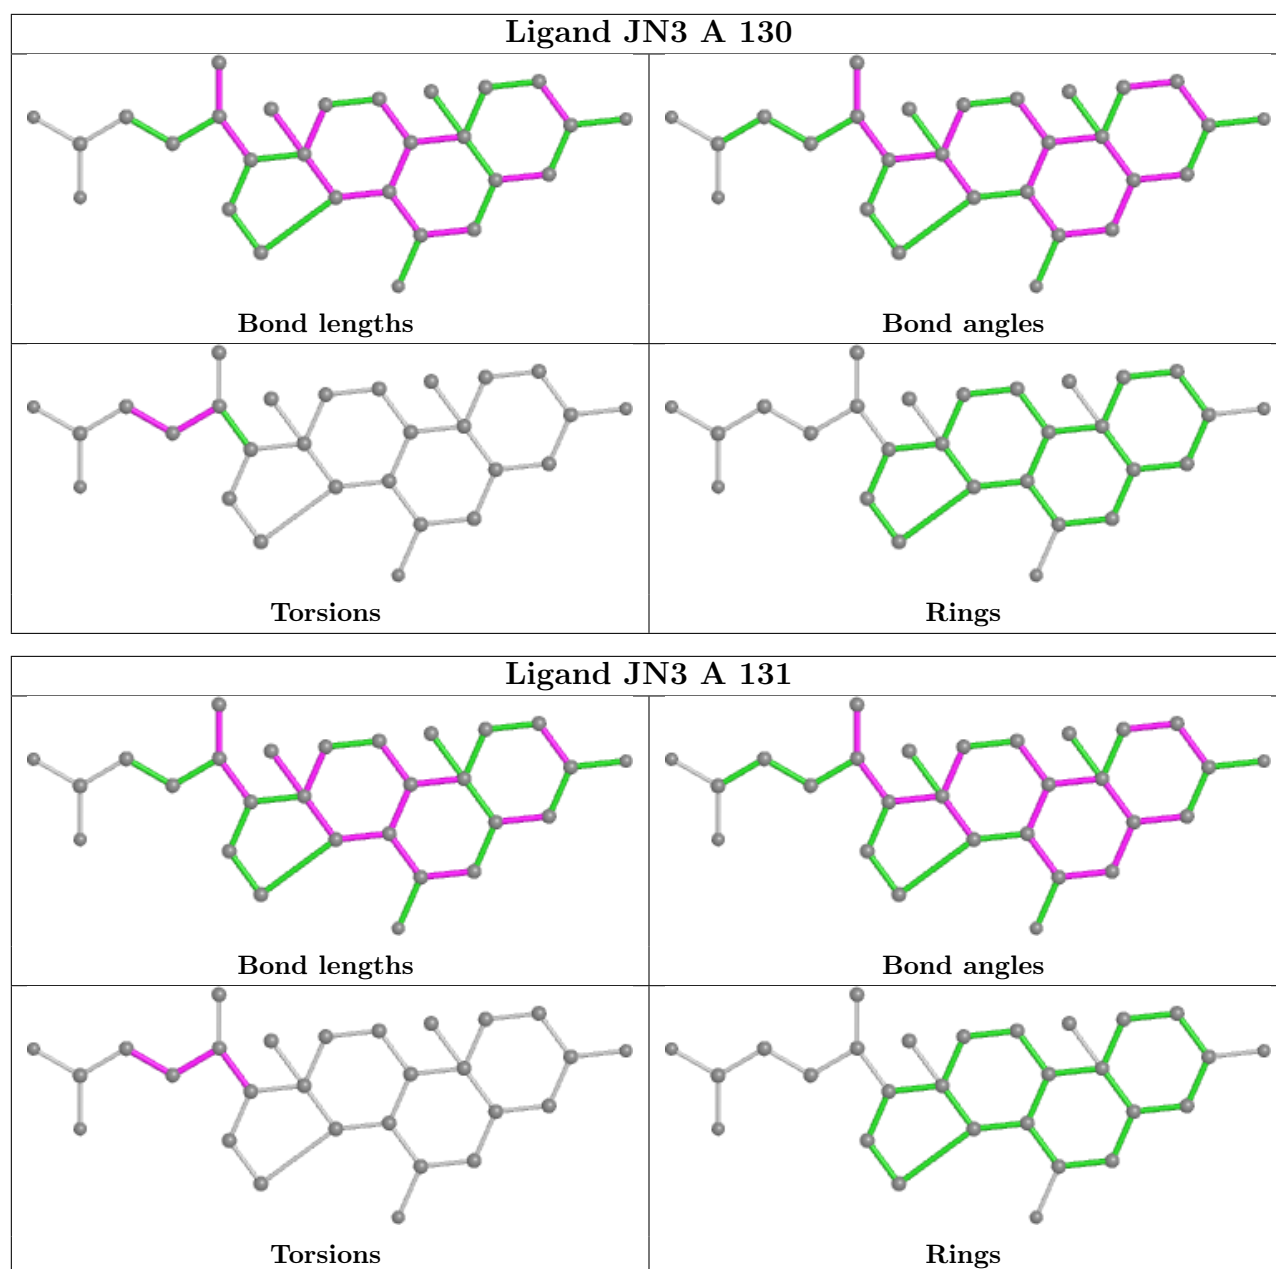 Ligand JN3 A 130
Bond lengths
Bond angles
Torsions
Rings
Ligand JN3 A 131
Bond lengths
Bond angles
Torsions
Rings